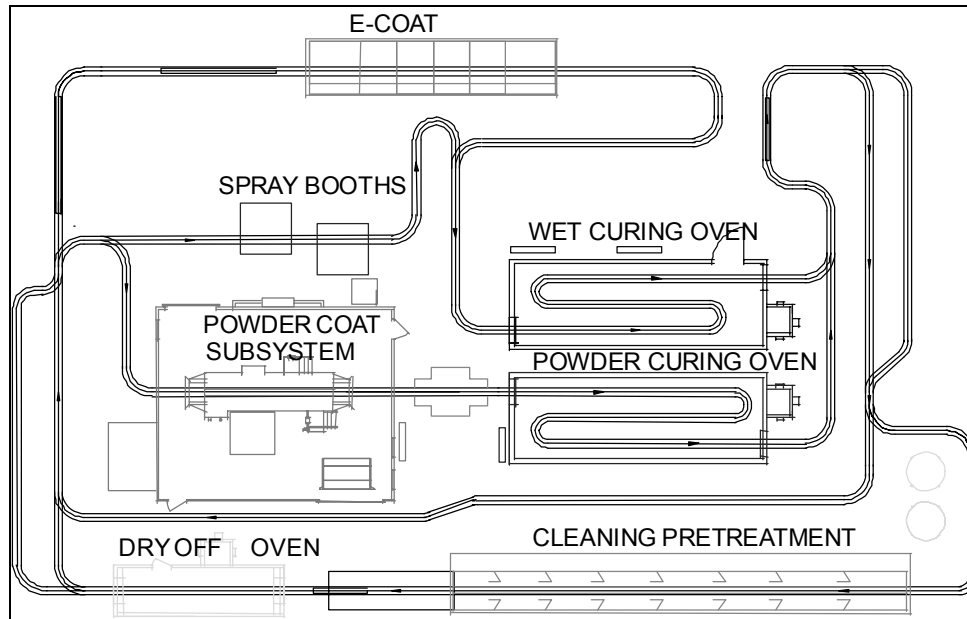 E-COAT
SPRAY BOOTHS
WET CURING OVEN
POWDER COAT
SUBSYSTEM
POWDER CURING OVEN
DRY OFF OVEN
CLEANING PRETREATMENT